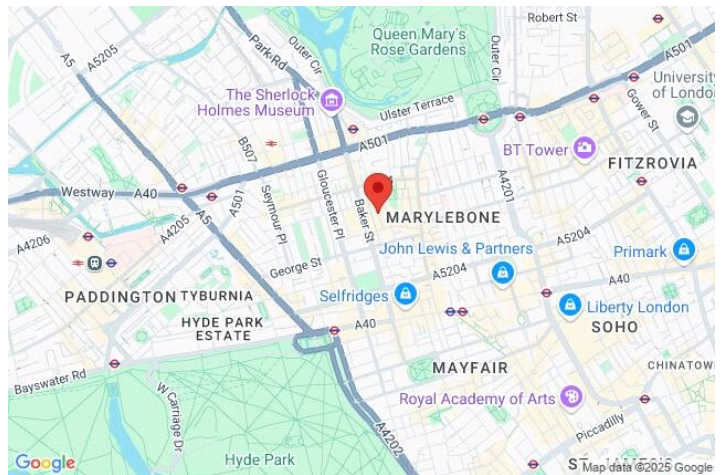 Robert St
Queen Mary's
Rose Gardens
Outer Cir
Park Rd
Outer Cir
A5
A5205
A501
University
of London
The Sherlock
Holmes Museum
Ulster Terrace
Gower St
BT Tower
FITZROVIA
B507
A501
A4201
Westway
A40
A501
A5
A4205
Seymour Pl
Gloucester Pl
Baker St
MARYLEBONE
A4206
John Lewis & Partners
A5204
Primark
George St
A5204
A40
PADDINGTON
TYBURNIA
Selfridges
Liberty London
HYDE PARK
ESTATE
A40
SOHO
CHINATOWN
MAYFAIR
Bayswater Rd
W Carriage Dr
Royal Academy of Arts
A4202
Piccadilly
Hyde Park
Google
Map data ©2025 Google